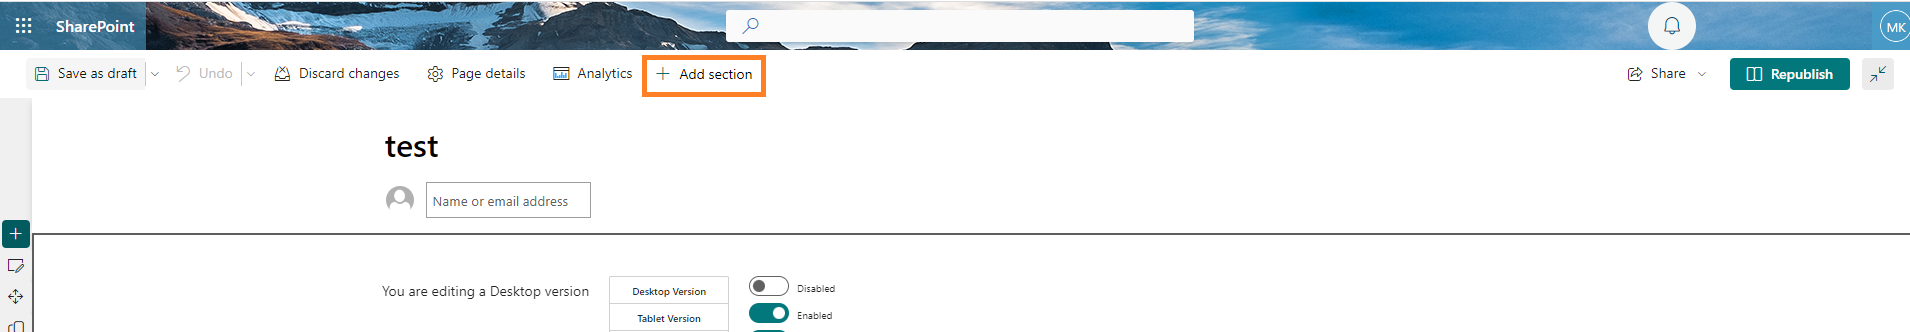 SharePoint
MK
Save as draft Undo Discard changes Page details Analytics + Add section Share Republish
test
Name or email address
You are editing a Desktop version Desktop Version Disabled
Tablet Version Enabled